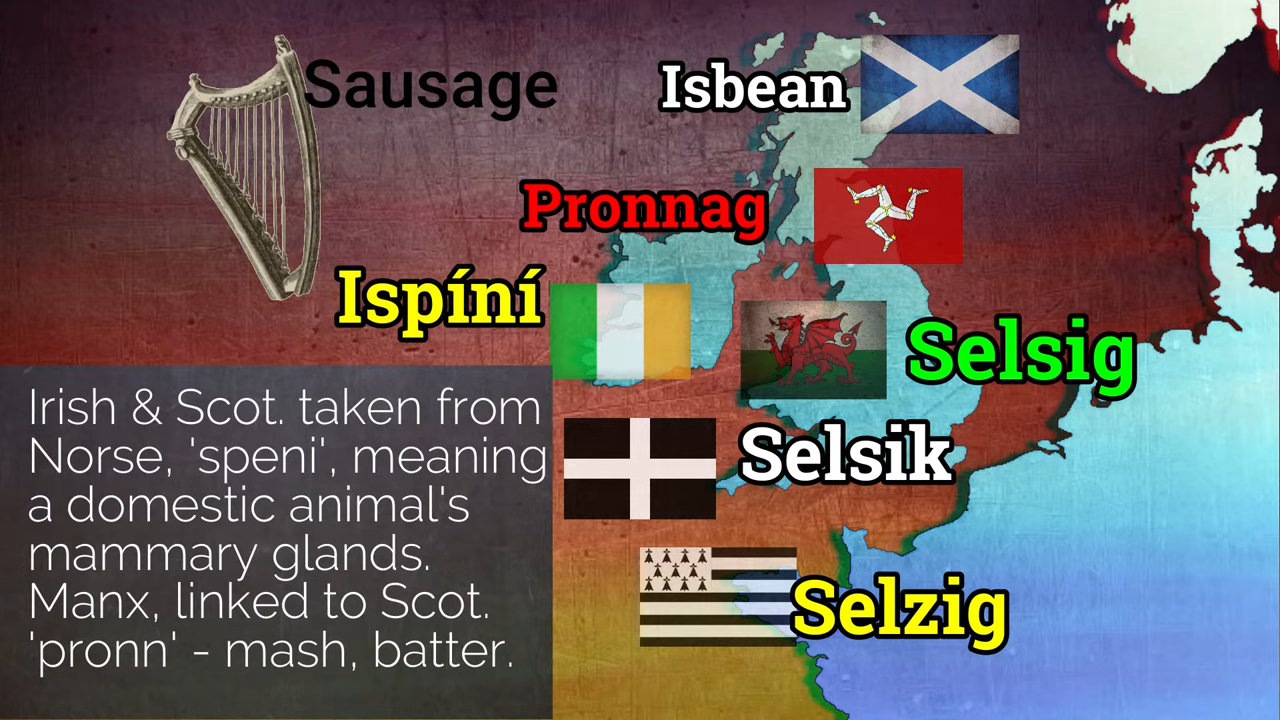 Sausage
Isbean
Pronnag
Ispíní
Selsig
Selsik
Selzig
Irish & Scot. taken from
Norse, 'speni', meaning
a domestic animal's
mammary glands.
Manx, linked to Scot.
'pronn' - mash, batter.